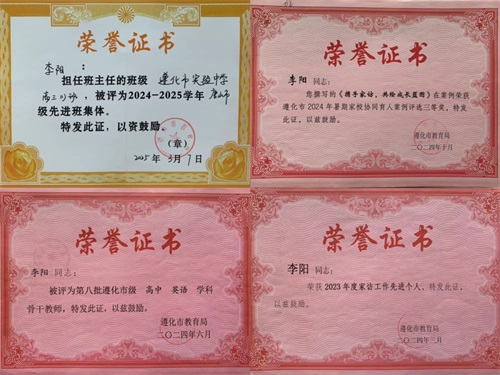 荣誉证书
李阳：
担任班主任的班级 遵化市实验中学
，被评为2024—2025学年 唐山市
级先进班集体。
特发此证，以资鼓励。
（章）
2025年 3月 7日
荣誉证书
李阳 同志：
您撰写的《携手家访，共绘成长蓝图》在案例荣获
遵化市2024年暑期家校协同育人案例评选三等奖，特发
此证，以兹鼓励。
遵化市教育局
二〇二四年十月
荣誉证书
李阳 同志：
被评为第八批遵化市级 高中 英语 学科
骨干教师，特发此证，以兹鼓励。
遵化市教育局
二〇二四年六月
荣誉证书
李阳 同志：
荣获2023年度家访工作先进个人，特发此证，
以兹鼓励。
遵化市教育局
二〇二四年二月